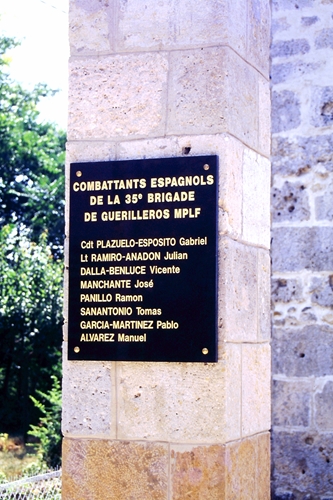 COMBATTANTS ESPAGNOLS
DE LA 35º BRIGADE
DE GUERILLEROS MPLF
Cdt PLAZUELO-ESPOSITO Gabriel
Lt RAMIRO-ANADON Julian
DALLA-BENLUCE Vicente
MANCHANTE José
PANILLO Ramon
SANANTONIO Tomas
GARCIA-MARTINEZ Pablo
ALVAREZ Manuel